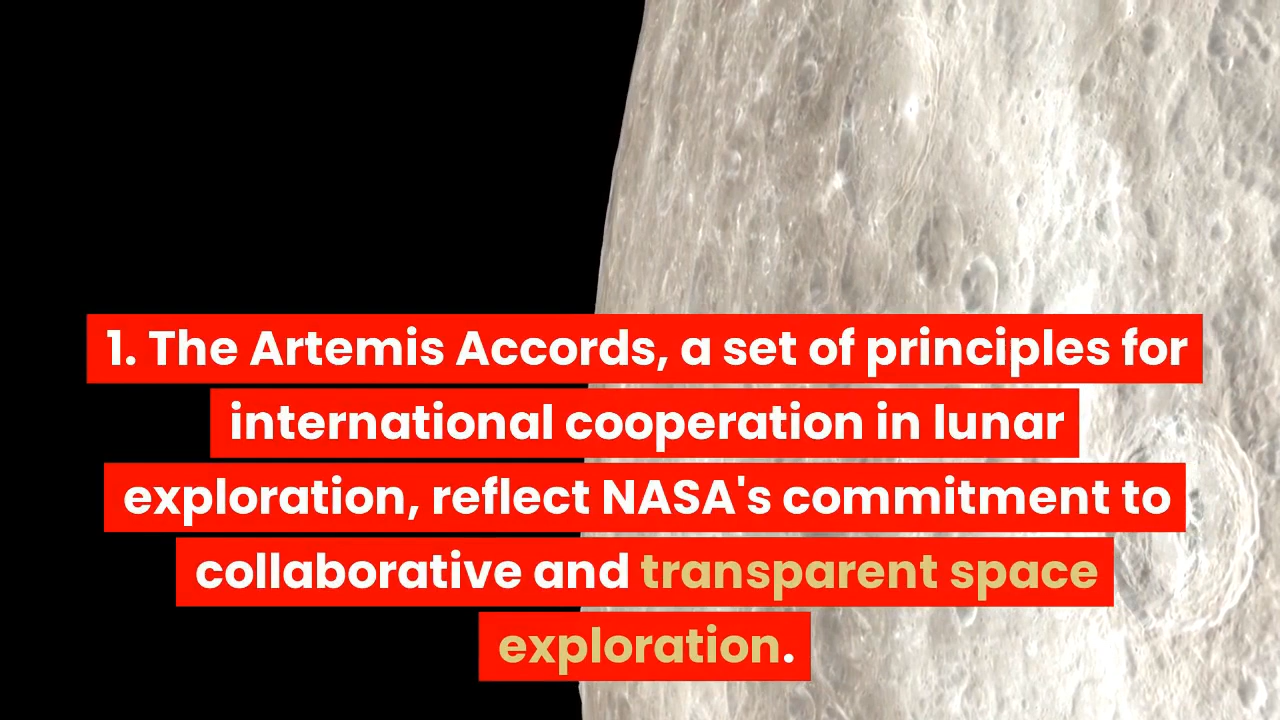 1. The Artemis Accords, a set of principles for
international cooperation in lunar
exploration, reflect NASA's commitment to
collaborative and transparent space
exploration.